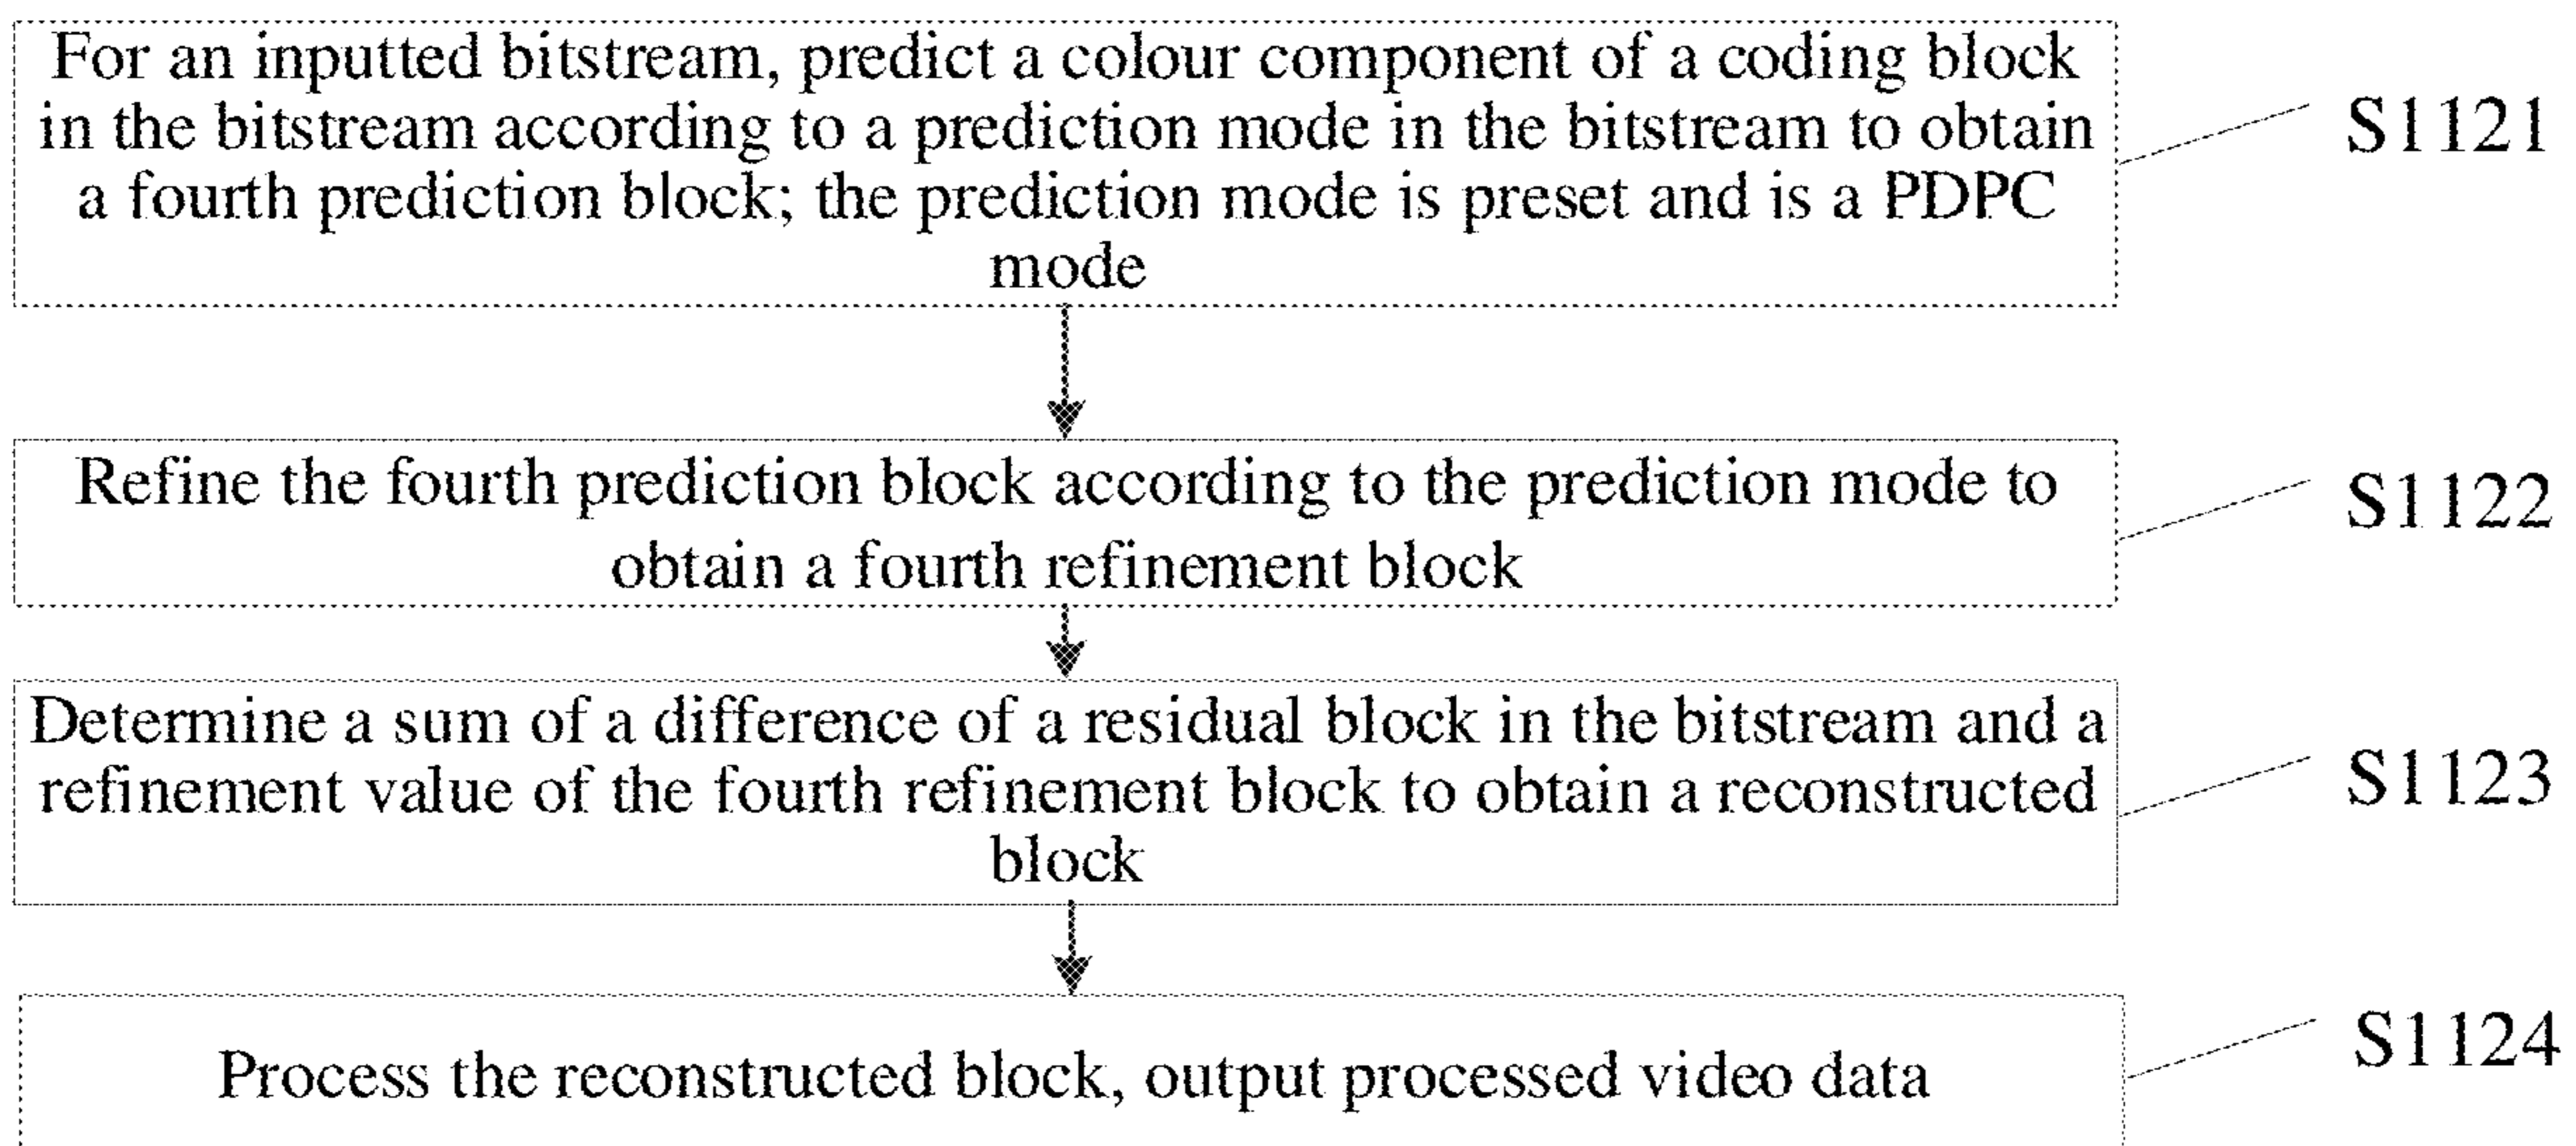 For an inputted bitstream, predict a colour component of a coding block
in the bitstream according to a prediction mode in the bitstream to obtain
a fourth prediction block; the prediction mode is preset and is a PDPC
mode
S1121
Refine the fourth prediction block according to the prediction mode to
obtain a fourth refinement block
S1122
Determine a sum of a difference of a residual block in the bitstream and a
refinement value of the fourth refinement block to obtain a reconstructed
block
S1123
Process the reconstructed block, output processed video data
S1124